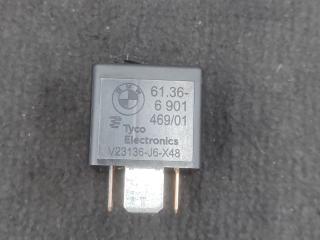 61.36-
6 901
469/01
Tyco
Electronics
V23136-J6-X48